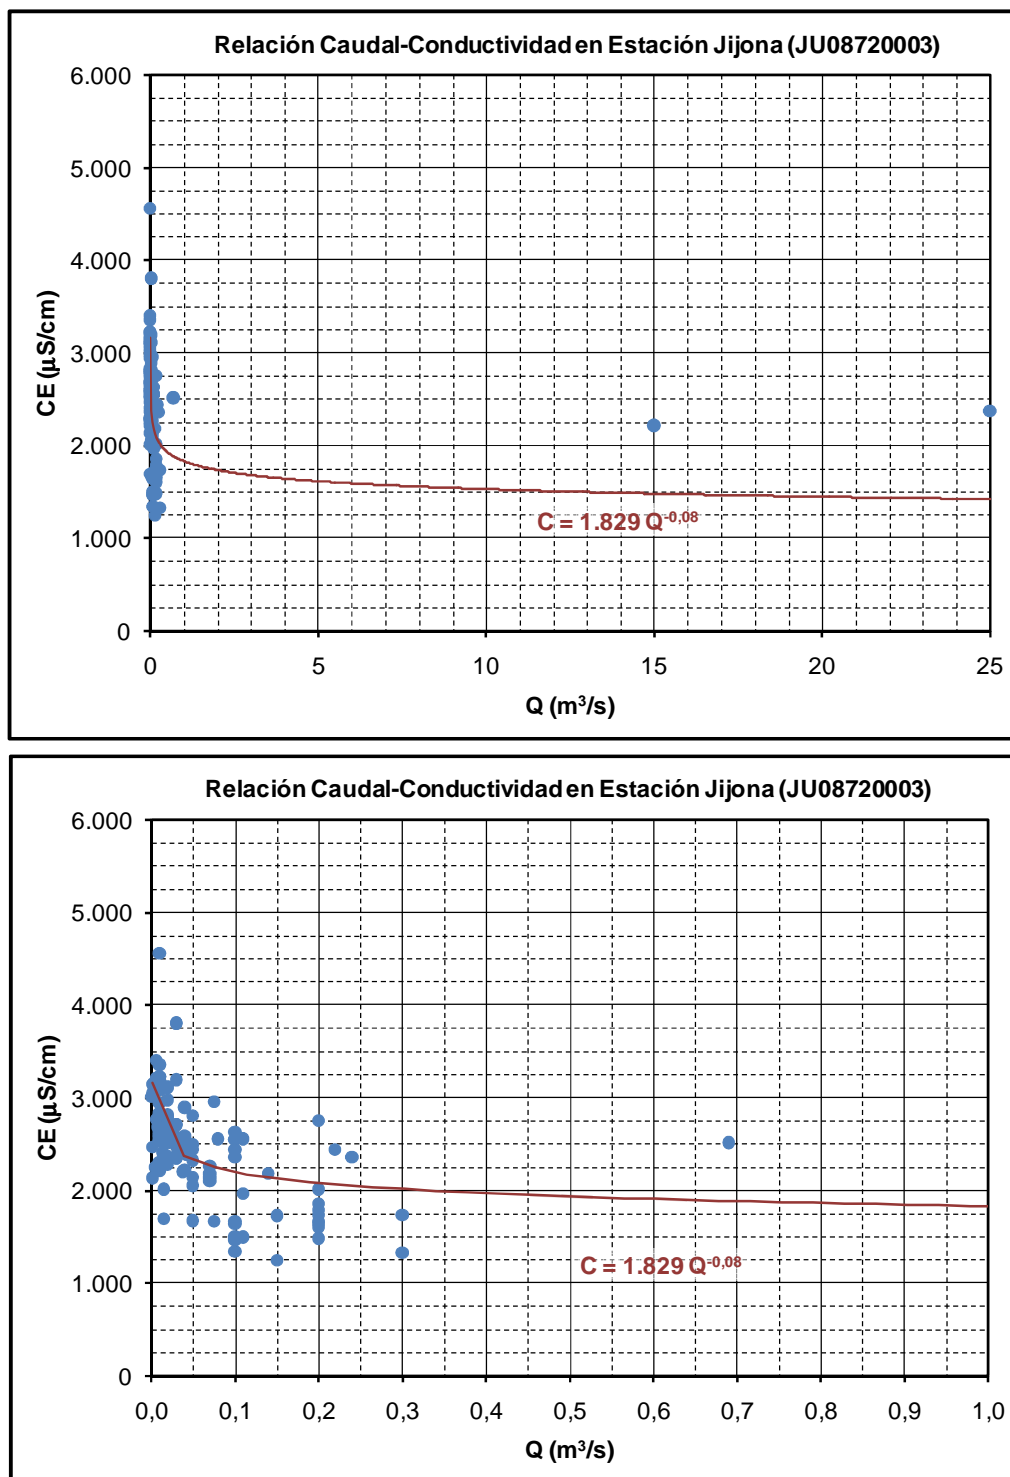 Relación Caudal-Conductividad en Estación Jijona (JU08720003)
6.000
5.000
4.000
3.000
2.000
1.000
0
CE (μS/cm)
C = 1.829 Q-0,08
0 5 10 15 20 25
Q (m3/s)
Relación Caudal-Conductividad en Estación Jijona (JU08720003)
6.000
5.000
4.000
3.000
2.000
1.000
0
CE (μS/cm)
C = 1.829 Q-0,08
0,0 0,1 0,2 0,3 0,4 0,5 0,6 0,7 0,8 0,9 1,0
Q (m3/s)